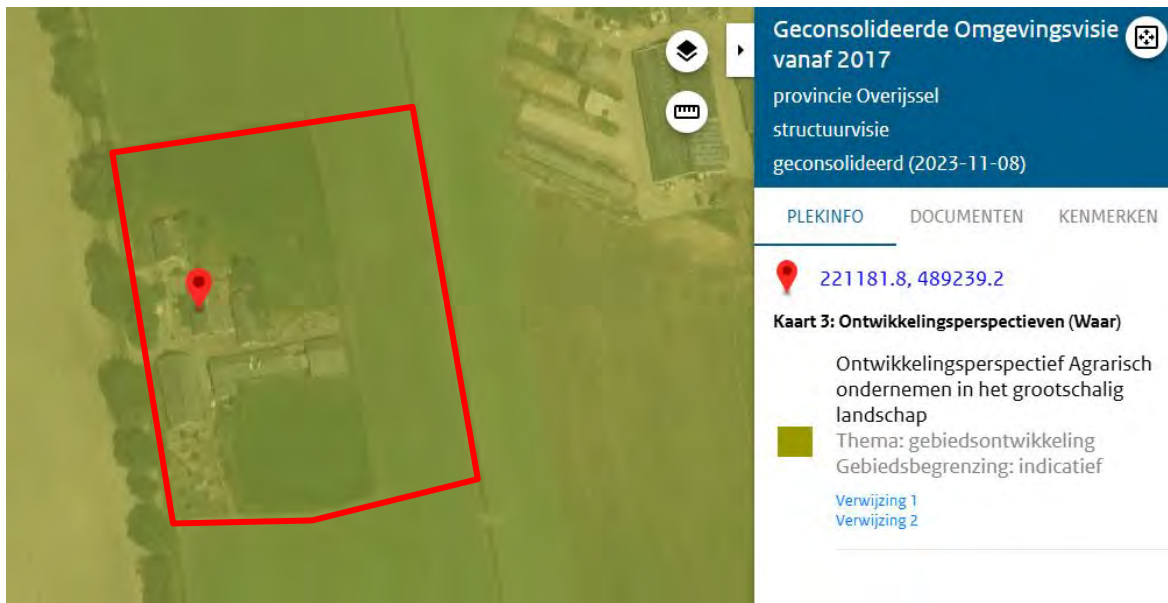 Geconsolideerde Omgevingsvisie
vanaf 2017
provincie Overijssel
structuurvisie
geconsolideerd (2023-11-08)
PLEKINFO DOCUMENTEN KENMERKEN
221181.8, 489239.2
Kaart 3: Ontwikkelingsperspectieven (Waar)
Ontwikkelingsperspectief Agrarisch
ondernemen in het grootschalig
landschap
Thema: gebiedsontwikkeling
Gebiedsbegrenzing: indicatief
Verwijzing 1
Verwijzing 2